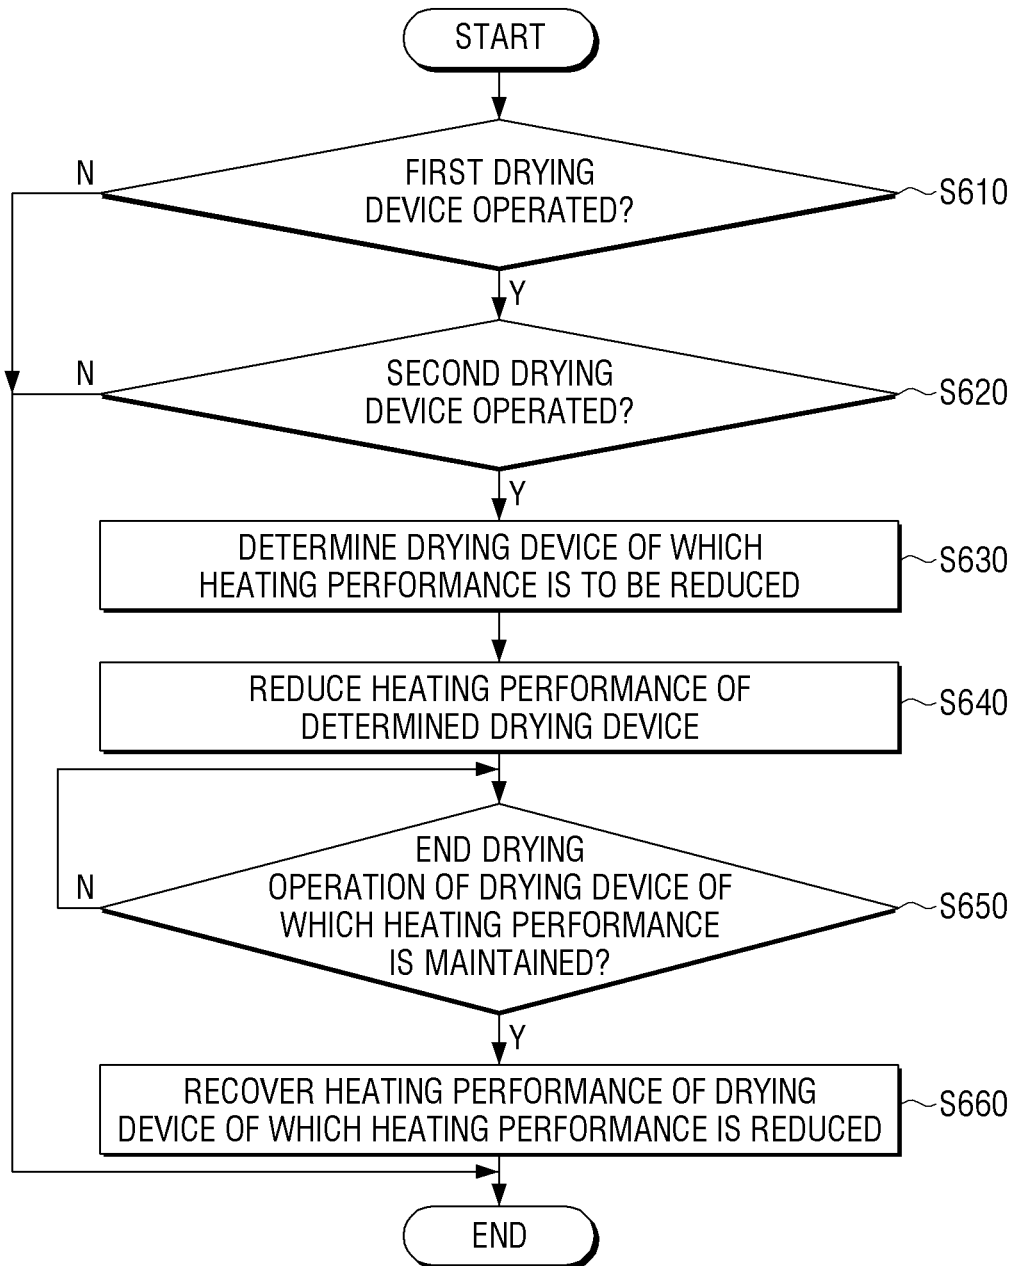 START
N
FIRST DRYING
DEVICE OPERATED?
S610
Y
N
SECOND DRYING
DEVICE OPERATED?
S620
Y
DETERMINE DRYING DEVICE OF WHICH
HEATING PERFORMANCE IS TO BE REDUCED
S630
REDUCE HEATING PERFORMANCE OF
DETERMINED DRYING DEVICE
S640
N
END DRYING
OPERATION OF DRYING DEVICE OF
WHICH HEATING PERFORMANCE
IS MAINTAINED?
S650
Y
RECOVER HEATING PERFORMANCE OF DRYING
DEVICE OF WHICH HEATING PERFORMANCE IS REDUCED
S660
END